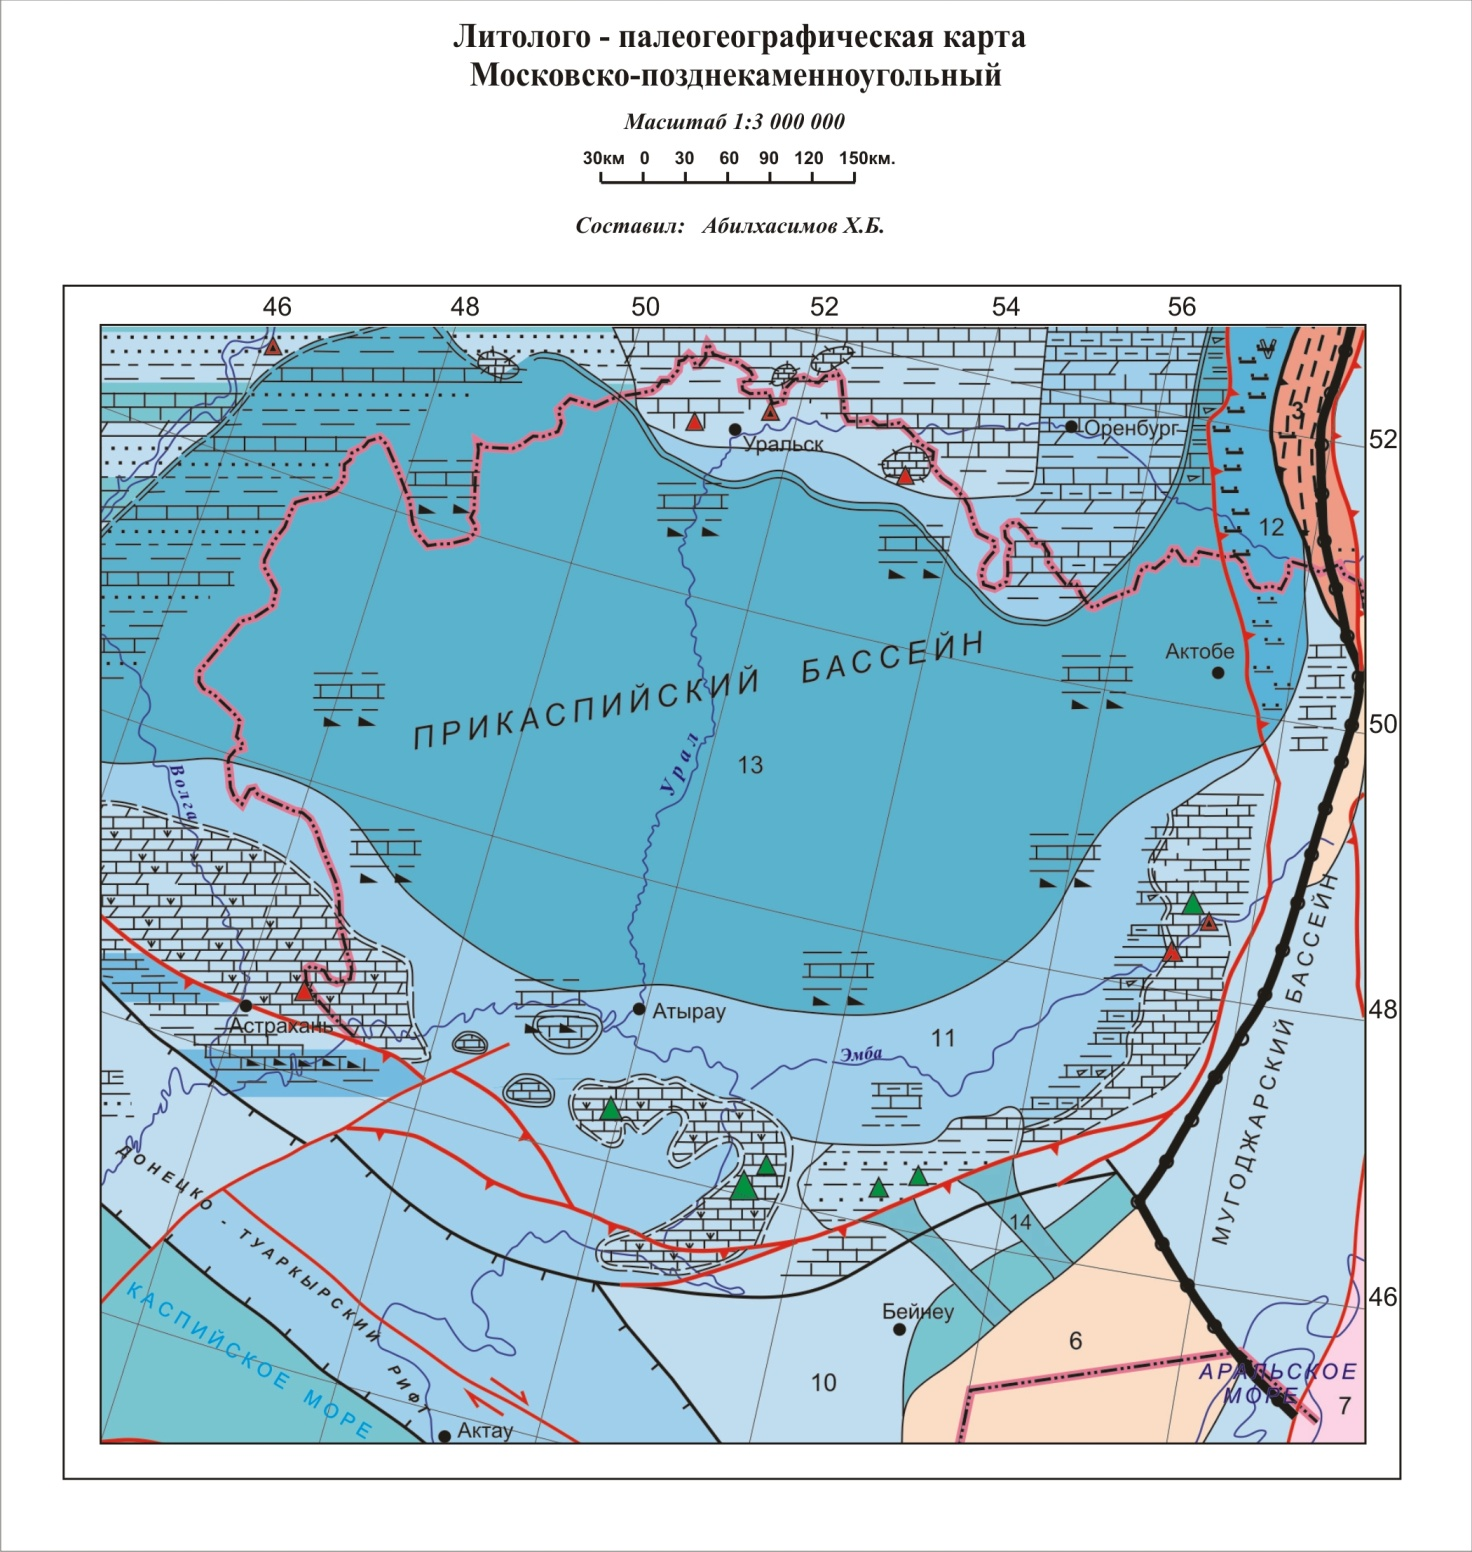 Литолого - палеогеографическая карта
Московско-позднекаменноугольный
Масштаб 1:3 000 000
30км 0 30 60 90 120 150км.
Составил: Абилхасимов Х.Б.
46 48 50 52 54 56
3
52
Уральск
Оренбург
12
Актобе
ПРИКАСПИЙСКИЙ БАССЕЙН
50
13
Урал
Волга
МУГОДЖАРСКИЙ БАССЕЙН
48
Астрахань
Атырау
11
Эмба
ДОНЕЦКО - ТУАРКЫРСКИЙ РИФТ
14
46
КАСПИЙСКОЕ МОРЕ
Бейнеу
6
10
АРАЛЬСКОЕ
МОРЕ
7
Актау